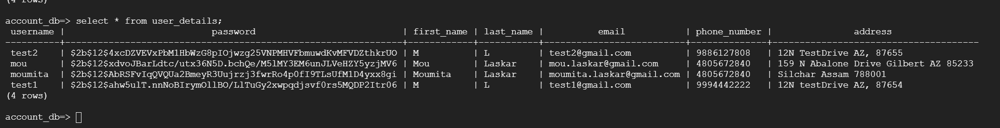 (4 rows)
account_db=> select * from user_details;
 username |                            password                            | first_name | last_name |          email           | phone_number |               address
----------+--------------------------------------------------------------+------------+-----------+--------------------------+--------------+--------------------------------------
 test2    | $2b$12$4xcDZVEVxPbM1HbWzG8pIOjwzg25VNPMHVFbmuwdKvMFVDZthkrUO | M          | L         | test2@gmail.com          | 9886127808   | 12N TestDrive AZ, 87655
 mou      | $2b$12$xdvoJBarLdtc/utx36N5D.bchQe/M5lMY3EM6unJLVeHZY5yzjMV6 | Mou        | Laskar    | mou.laskar@gmail.com     | 4805672840   | 159 N Abalone Drive Gilbert AZ 85233
 moumita  | $2b$12$AbRSFvIqQVQUa2BmeyR3Uujrzj3fwrRo4p0fI9TLsUfM1D4yxx8gi | Moumita    | Laskar    | moumita.laskar@gmail.com | 4805672840   | Silchar Assam 788001
 test1    | $2b$12$ahw5ulT.nnNoBIrymOllBO/LlTuGy2xwpqdjsvf0rs5MQDP2Itr06 | M          | L         | test1@gmail.com          | 9994442222   | 12N testDrive AZ, 87654
(4 rows)
account_db=>